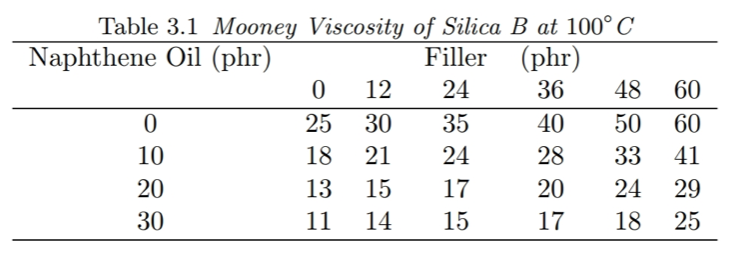 Table 3.1 Mooney Viscosity of Silica B at 100°C
Naphthene Oil (phr) Filler (phr)
0 12 24 36 48 60
0 25 30 35 40 50 60
10 18 21 24 28 33 41
20 13 15 17 20 24 29
30 11 14 15 17 18 25